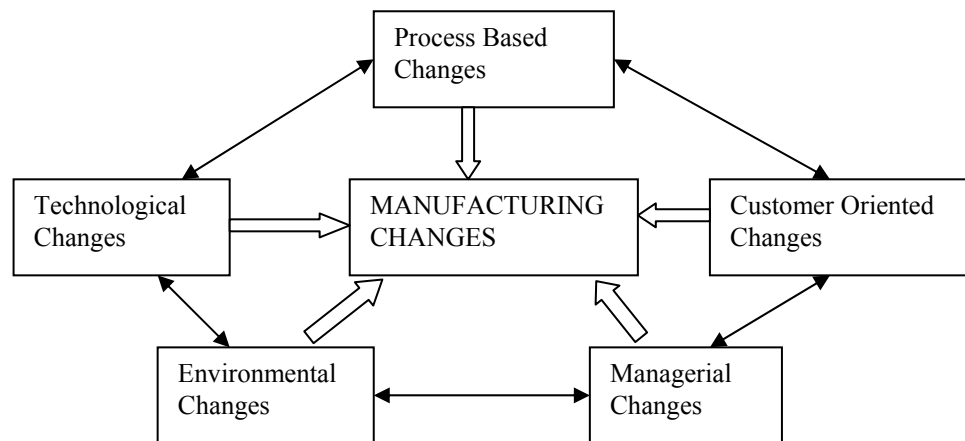 Process Based
Changes
Technological
Changes
MANUFACTURING
CHANGES
Customer Oriented
Changes
Environmental
Changes
Managerial
Changes